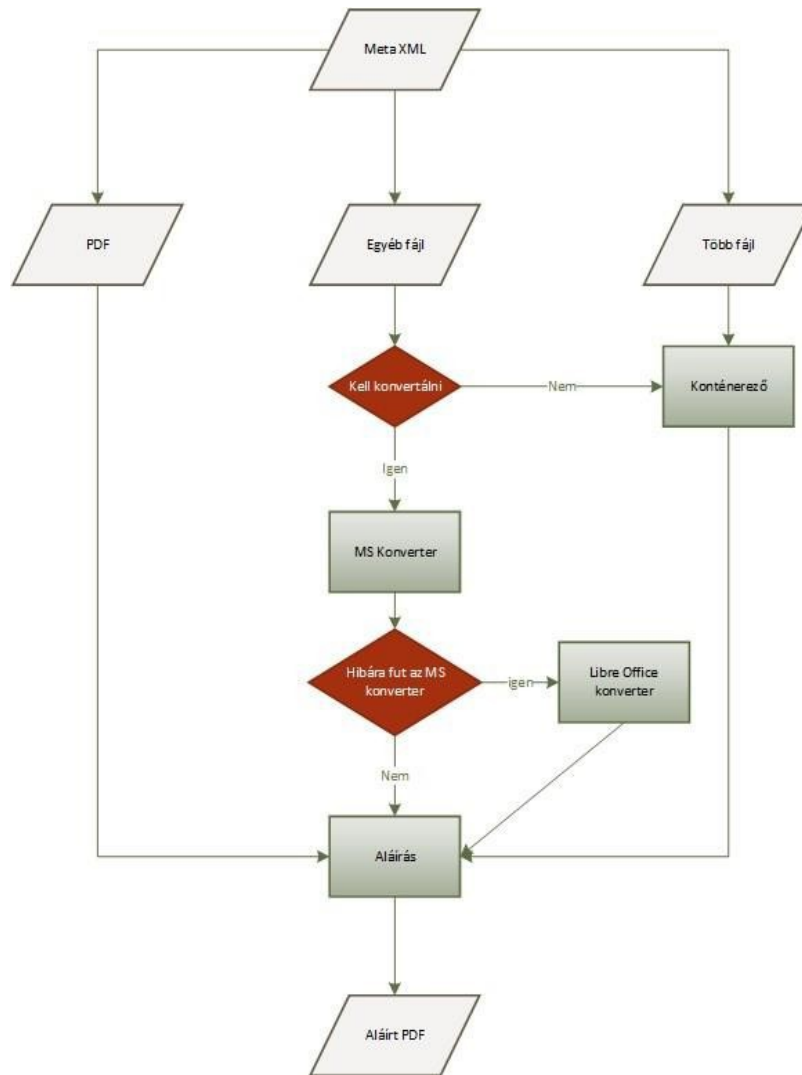 Meta XML
PDF
Egyéb fájl
Több fájl
Kell konvertálni
Nem
Konténerező
Igen
MS Konverter
Hibára fut az MS
konverter
igen
Libre Office
konverter
Nem
Aláírás
Aláírt PDF